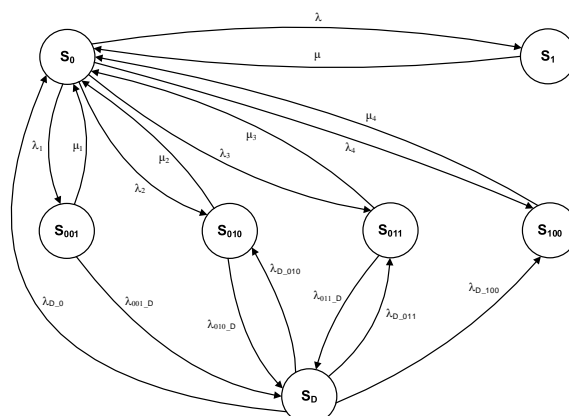 λ
S0
μ
S1
μ4
μ3
λ4
λ1
μ1
μ2
λ3
λ2
S001
S010
S011
S100
λD_010
λD_0
λ001_D
λ011_D
λD_100
λ010_D
λD_011
SD